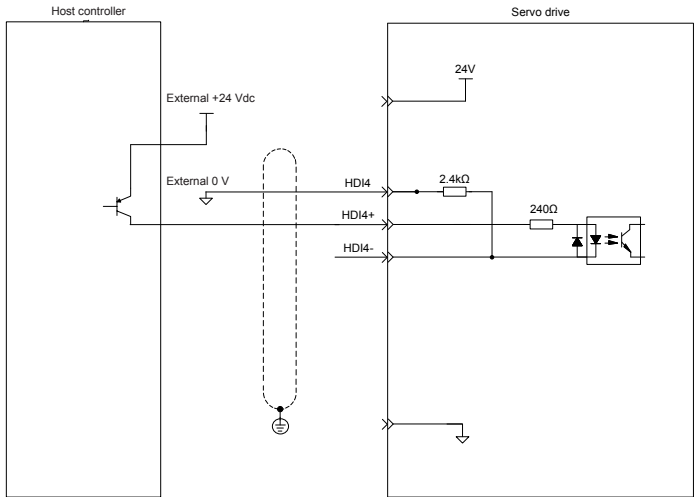 Host controller
Servo drive
24V
External +24 Vdc
External 0 V
HDI4
2.4kΩ
HDI4+
240Ω
HDI4-